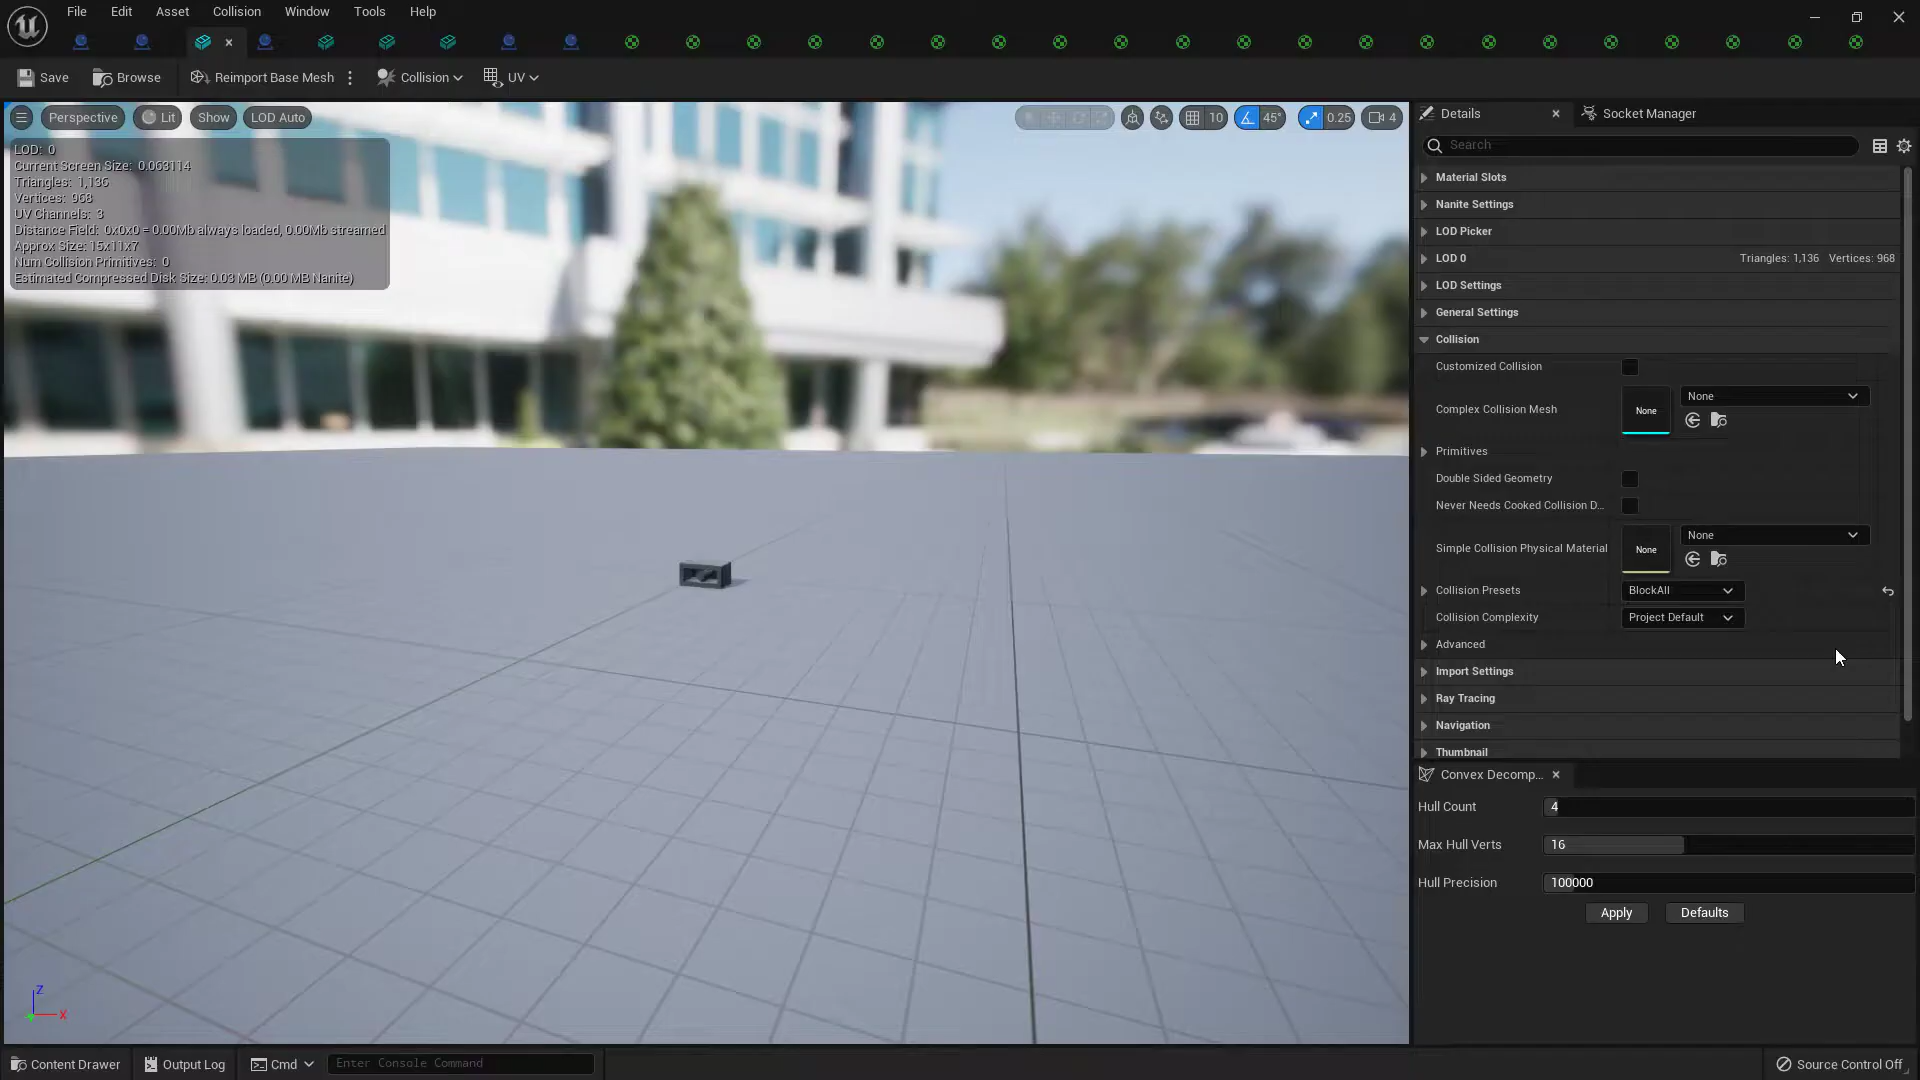 File Edit Asset Collision Window Tools Help
Save Browse Reimport Base Mesh Collision UV
Perspective Lit Show LOD Auto 10 45° 0.25 4
LOD: 0
Current Screen Size: 0.063114
Triangles: 1,136
Vertices: 968
UV Channels: 3
Distance Field: 0x0x0 = 0.00Mb always loaded, 0.00Mb streamed
Approx Size: 15x11x7
Num Collision Primitives: 0
Estimated Compressed Disk Size: 0.03 MB (0.00 MB Nanite)
Z
X
Details Socket Manager
Search
Material Slots
Nanite Settings
LOD Picker
LOD 0 Triangles: 1,136 Vertices: 968
LOD Settings
General Settings
Collision
Customized Collision
Complex Collision Mesh None None
Primitives
Double Sided Geometry
Never Needs Cooked Collision D...
Simple Collision Physical Material None None
Collision Presets BlockAll
Collision Complexity Project Default
Advanced
Import Settings
Ray Tracing
Navigation
Thumbnail
Convex Decomp...
Hull Count 4
Max Hull Verts 16
Hull Precision 100000
Apply Defaults
Content Drawer Output Log Cmd Enter Console Command Source Control Off